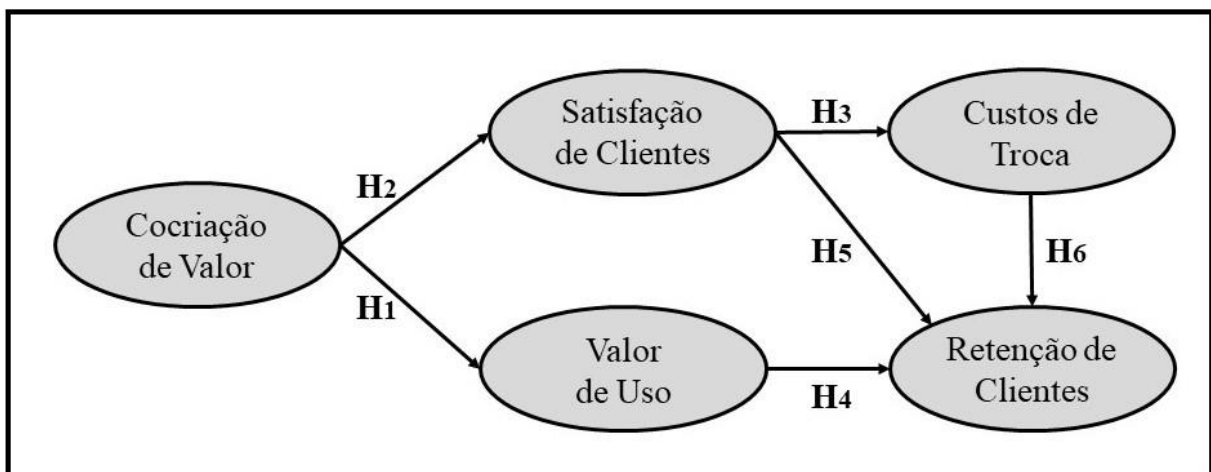 Cocriação
de Valor
H2
H1
Satisfação
de Clientes
Valor
de Uso
H3
H5
H4
Custos de
Troca
H6
Retenção de
Clientes